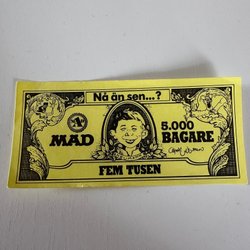 Nå än sen...?
MAD
5.000
BAGARE
FEM TUSEN